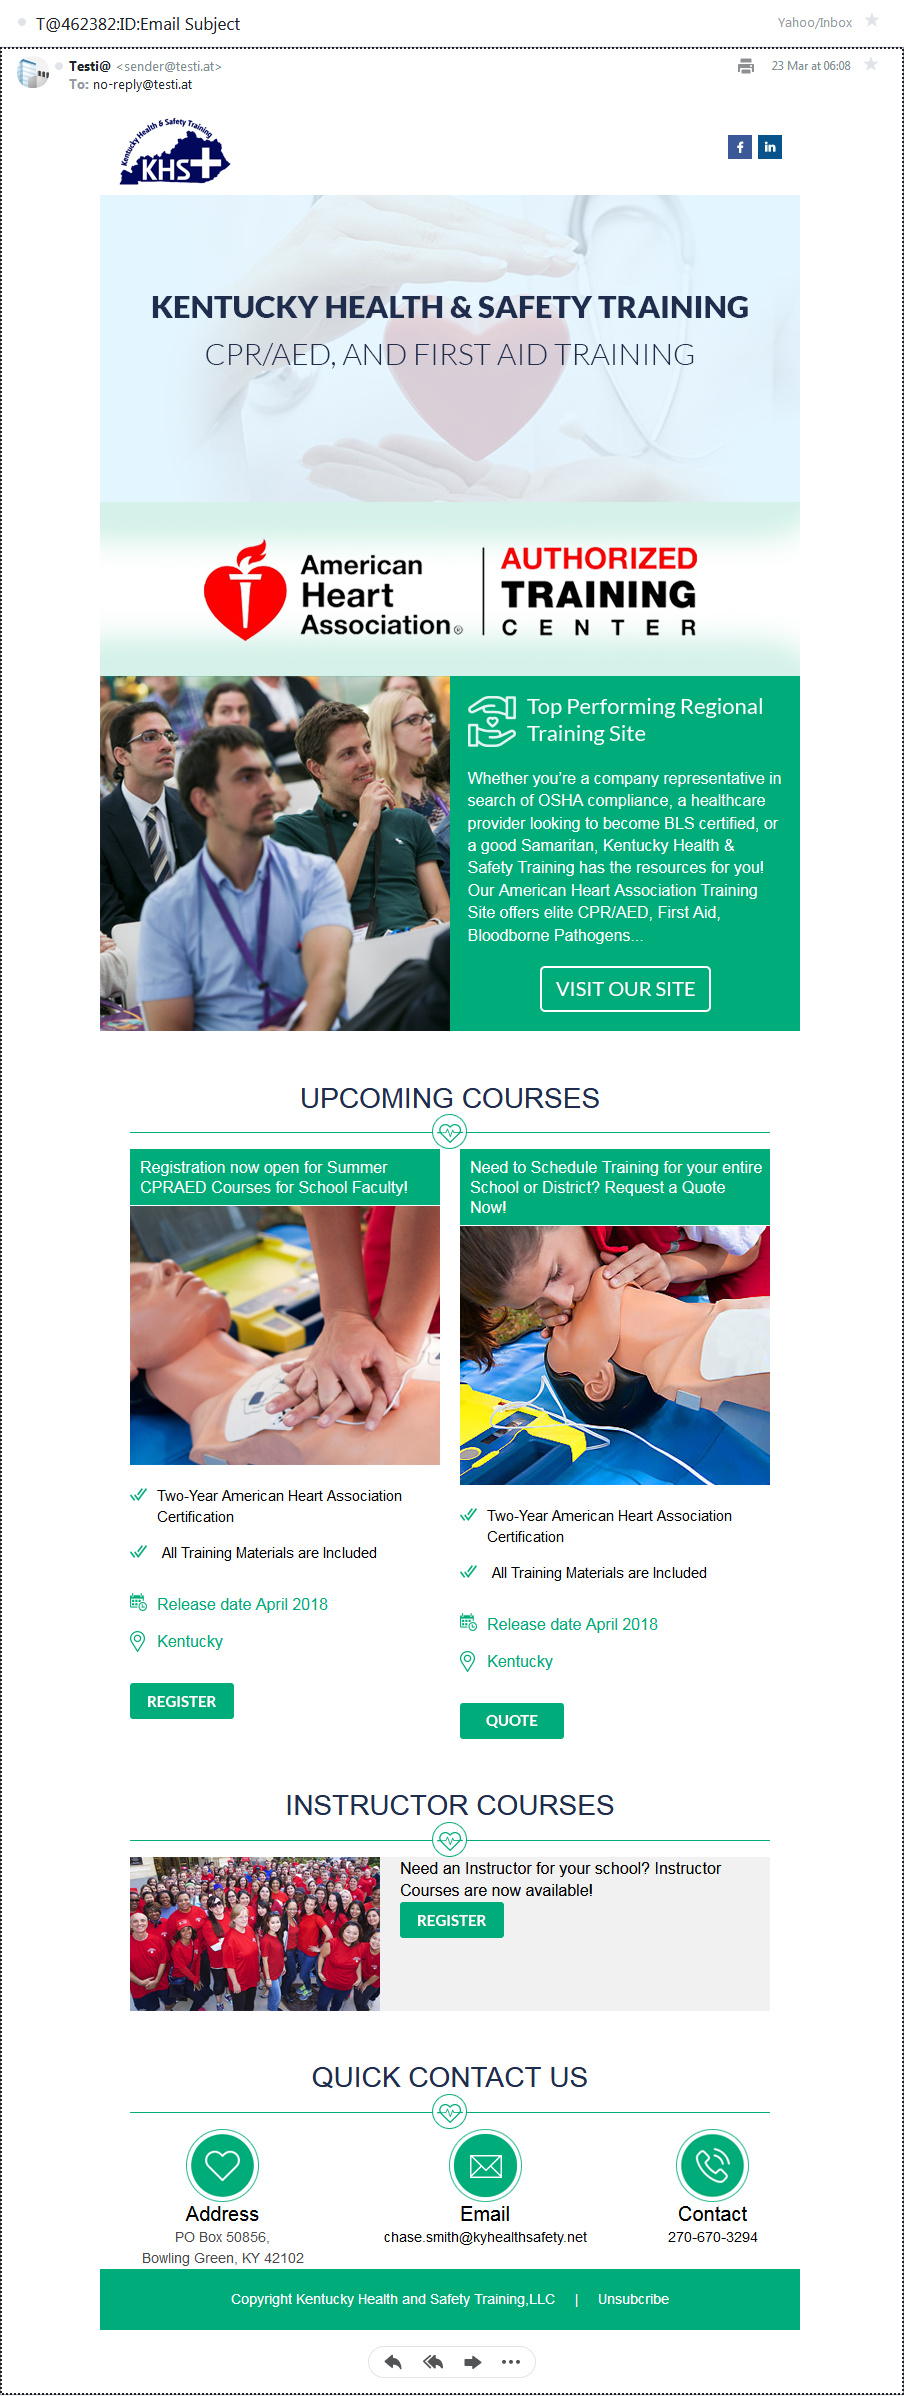 T@462382:ID:Email Subject
Yahoo/Inbox
Testi@ <sender@testi.at>
23 Mar at 06:08
To: no-reply@testi.at
Kentucky Health & Safety Training
KHS
f
in
KENTUCKY HEALTH & SAFETY TRAINING
CPR/AED, AND FIRST AID TRAINING
American
Heart
Association®
AUTHORIZED
TRAINING
CENTER
Top Performing Regional
Training Site
Whether you're a company representative in
search of OSHA compliance, a healthcare
provider looking to become BLS certified, or
a good Samaritan, Kentucky Health &
Safety Training has the resources for you!
Our American Heart Association Training
Site offers elite CPR/AED, First Aid,
Bloodborne Pathogens...
VISIT OUR SITE
UPCOMING COURSES
Registration now open for Summer
CPRAED Courses for School Faculty!
Two-Year American Heart Association
Certification
All Training Materials are Included
Release date April 2018
Kentucky
REGISTER
Need to Schedule Training for your entire
School or District? Request a Quote
Now!
Two-Year American Heart Association
Certification
All Training Materials are Included
Release date April 2018
Kentucky
QUOTE
INSTRUCTOR COURSES
Need an Instructor for your school? Instructor
Courses are now available!
REGISTER
QUICK CONTACT US
Address
PO Box 50856,
Bowling Green, KY 42102
Email
chase.smith@kyhealthsafety.net
Contact
270-670-3294
Copyright Kentucky Health and Safety Training,LLC | Unsubcribe